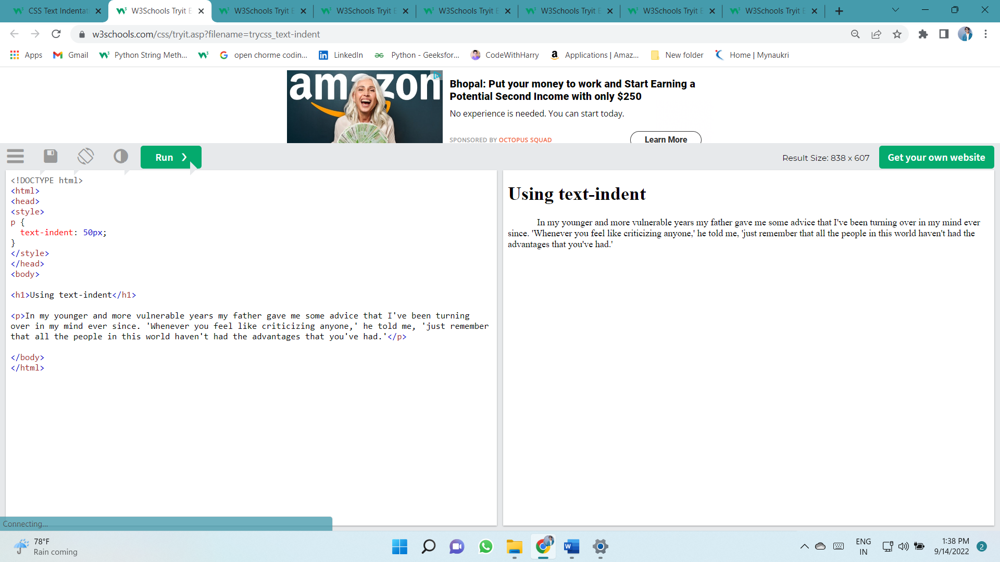 CSS Text Indentat
W3Schools Tryit E
W3Schools Tryit E
W3Schools Tryit E
W3Schools Tryit E
W3Schools Tryit E
W3Schools Tryit E
W3Schools Tryit E
w3schools.com/css/tryit.asp?filename=trycss_text-indent
Apps
Gmail
Python String Meth...
open chorme codin...
LinkedIn
Python - Geeksfor...
CodeWithHarry
Applications | Amaz...
New folder
Home | Mynaukri
amazon
Bhopal: Put your money to work and Start Earning a
Potential Second Income with only $250
No experience is needed. You can start today.
SPONSORED BY OCTOPUS SQUAD
Learn More
Run ❯
Result Size: 838 x 607
Get your own website
<!DOCTYPE html>
<html>
<head>
<style>
p {
  text-indent: 50px;
}
</style>
</head>
<body>
<h1>Using text-indent</h1>
<p>In my younger and more vulnerable years my father gave me some advice that I've been turning
over in my mind ever since. 'Whenever you feel like criticizing anyone,' he told me, 'just remember
that all the people in this world haven't had the advantages that you've had.'</p>
</body>
</html>
Using text-indent
In my younger and more vulnerable years my father gave me some advice that I've been turning over in my mind ever
since. 'Whenever you feel like criticizing anyone,' he told me, 'just remember that all the people in this world haven't had the
advantages that you've had.'
Connecting...
78°F
Rain coming
ENG
IN
1:38 PM
9/14/2022
2